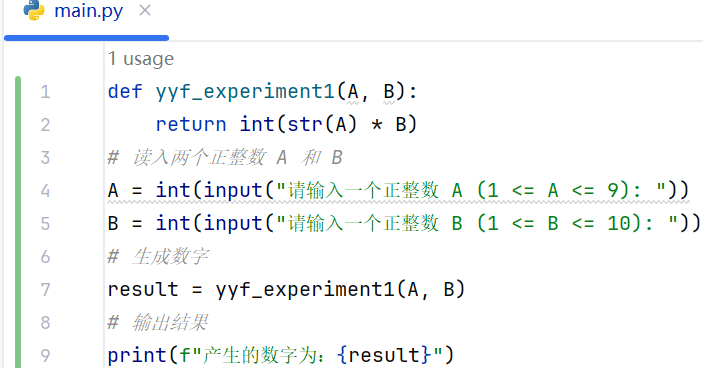 main.py
1 usage
1 def yyf_experiment1(A, B):
2     return int(str(A) * B)
3 # 读入两个正整数 A 和 B
4 A = int(input("请输入一个正整数 A (1 <= A <= 9): "))
5 B = int(input("请输入一个正整数 B (1 <= B <= 10): "))
6 # 生成数字
7 result = yyf_experiment1(A, B)
8 # 输出结果
9 print(f"产生的数字为：{result}")